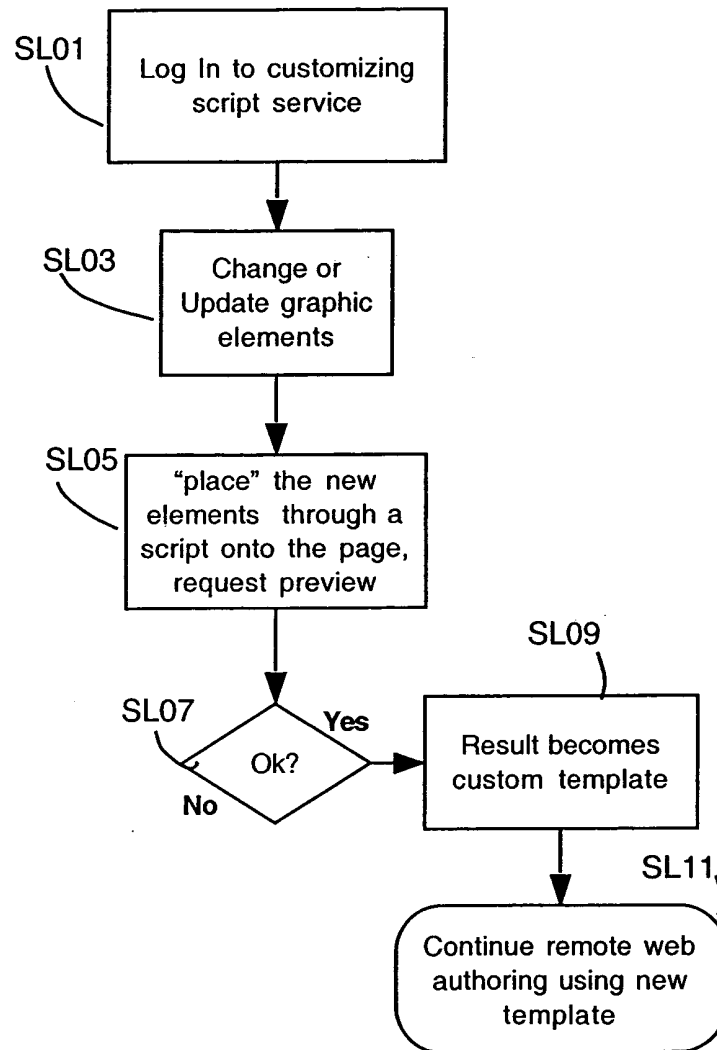 SL01
Log In to customizing
script service
SL03
Change or
Update graphic
elements
SL05
“place” the new
elements through a
script onto the page,
request preview
SL07
Ok?
Yes
No
SL09
Result becomes
custom template
SL11
Continue remote web
authoring using new
template